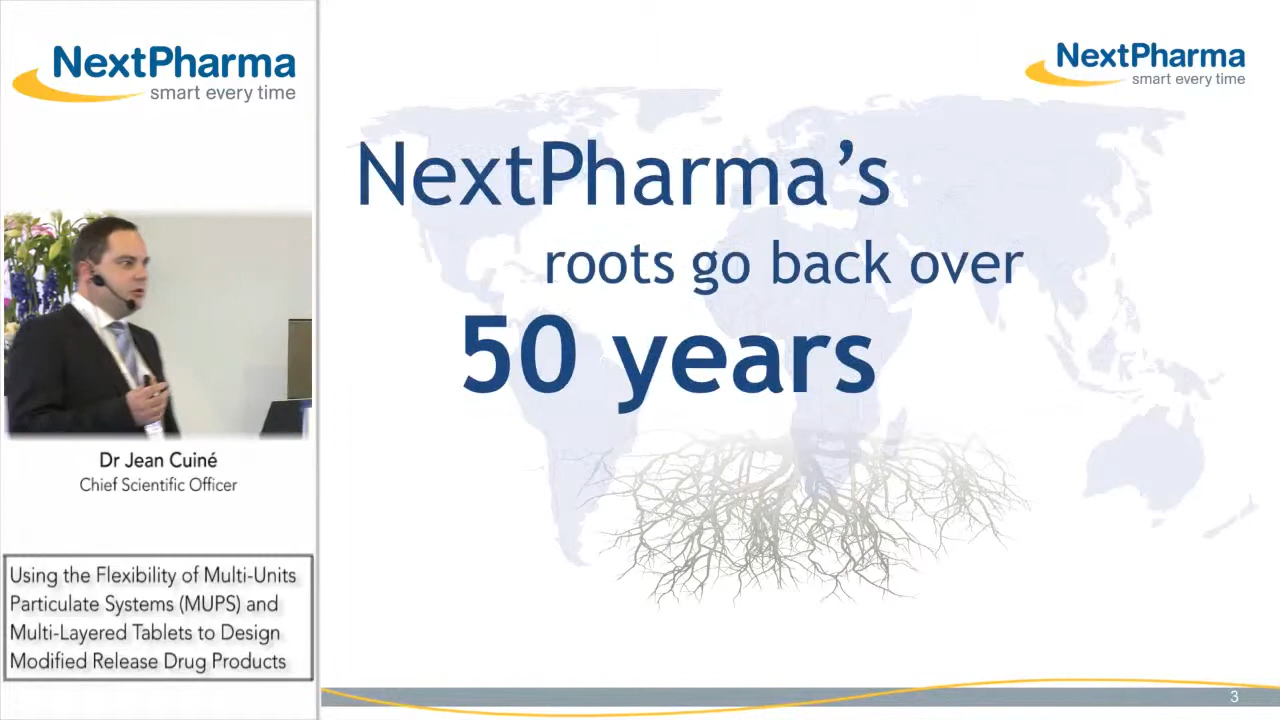 NextPharma
smart every time
Dr Jean Cuiné
Chief Scientific Officer
Using the Flexibility of Multi-Units
Particulate Systems (MUPS) and
Multi-Layered Tablets to Design
Modified Release Drug Products
NextPharma
smart every time
NextPharma’s
roots go back over
50 years
3